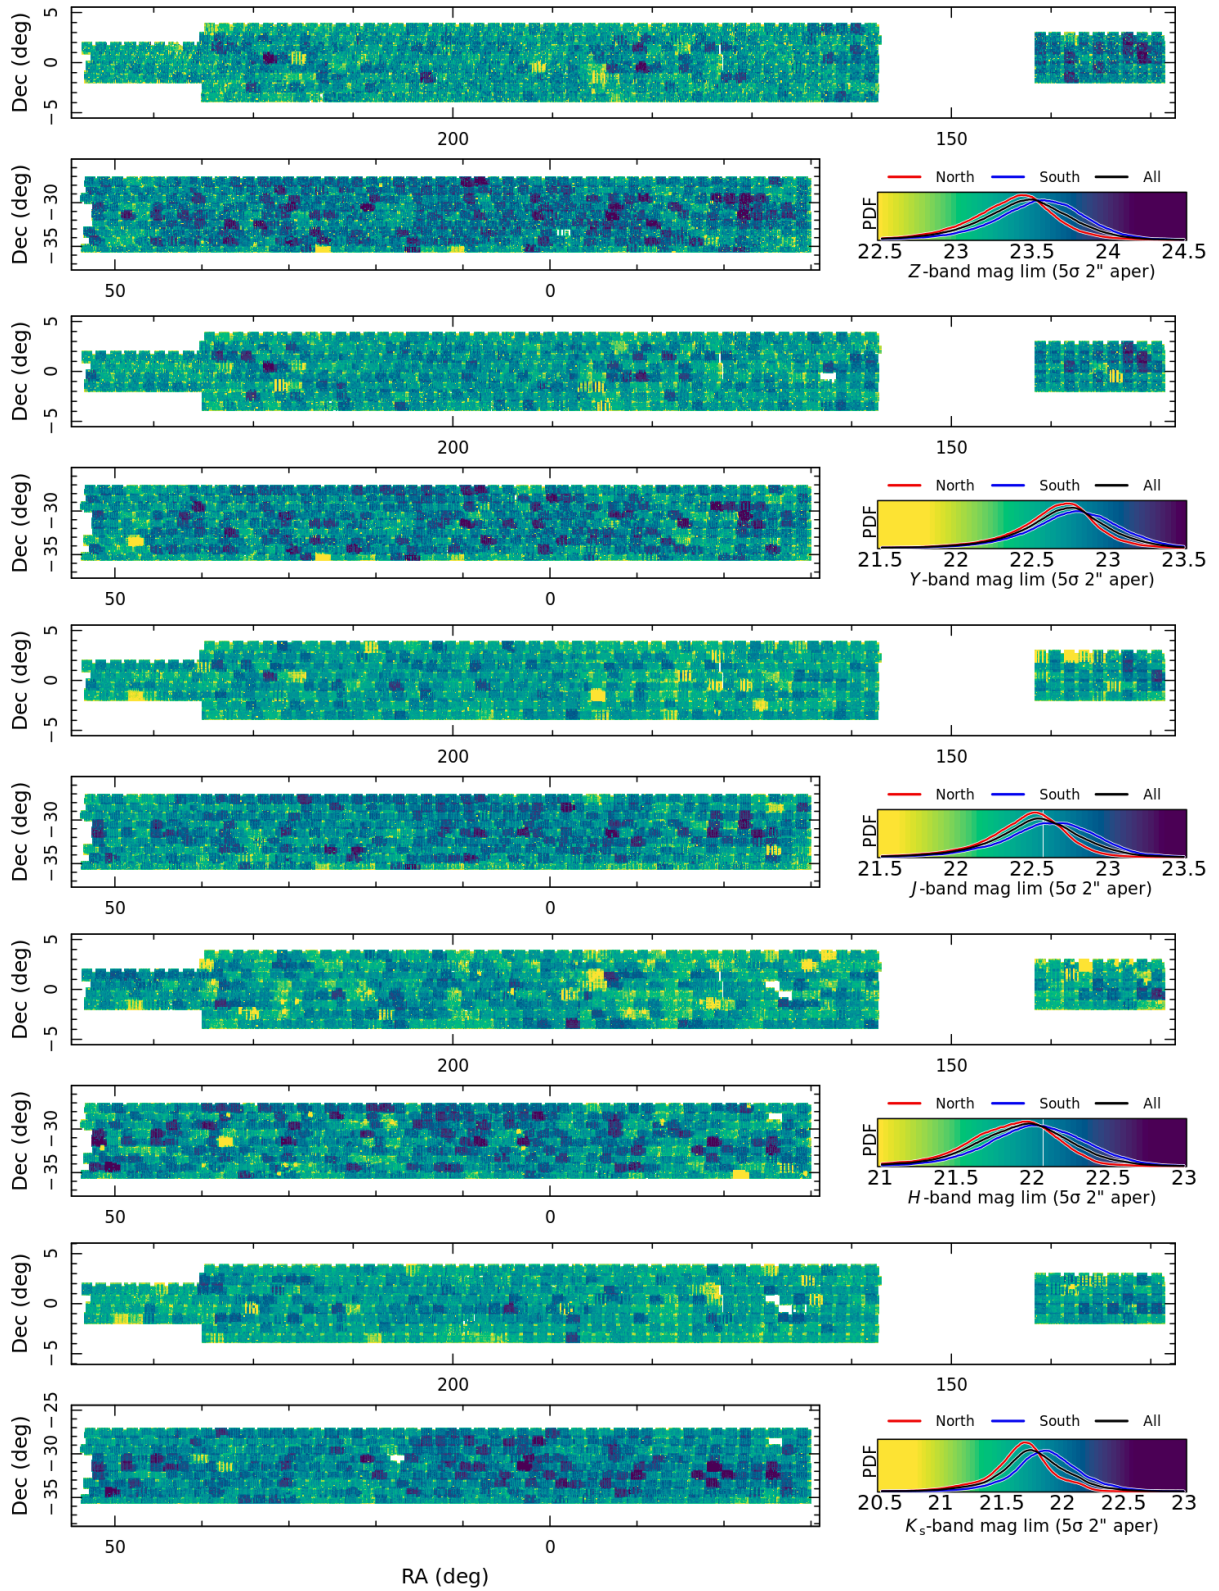 Dec (deg)
5
0
−5
200
150
Dec (deg)
−30
−35
50
0
North
South
All
PDF
22.5
23
23.5
24
24.5
Z-band mag lim (5σ 2" aper)
Dec (deg)
5
0
−5
200
150
Dec (deg)
−30
−35
50
0
North
South
All
PDF
21.5
22
22.5
23
23.5
Y-band mag lim (5σ 2" aper)
Dec (deg)
5
0
−5
200
150
Dec (deg)
−30
−35
50
0
North
South
All
PDF
21.5
22
22.5
23
23.5
J-band mag lim (5σ 2" aper)
Dec (deg)
5
0
−5
200
150
Dec (deg)
−30
−35
50
0
North
South
All
PDF
21
21.5
22
22.5
23
H-band mag lim (5σ 2" aper)
Dec (deg)
5
0
−5
200
150
Dec (deg)
−25
−30
−35
50
0
North
South
All
PDF
20.5
21
21.5
22
22.5
23
Ks-band mag lim (5σ 2" aper)
RA (deg)